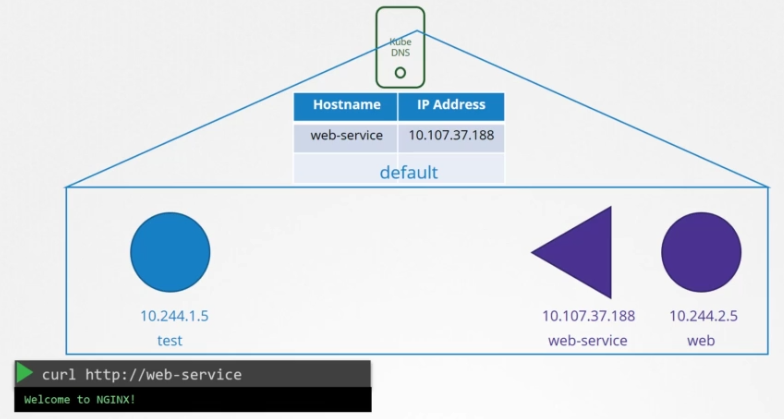 Kube
DNS
Hostname IP Address
web-service 10.107.37.188
default
10.244.1.5 10.107.37.188 10.244.2.5
test web-service web
curl http://web-service
Welcome to NGINX!